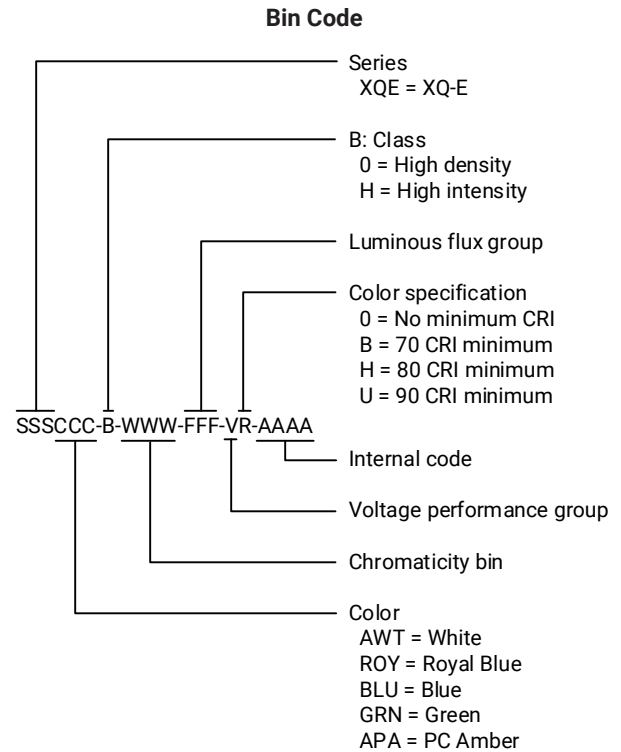 Bin Code
Series
XQE = XQ-E
B: Class
0 = High density
H = High intensity
Luminous flux group
Color specification
0 = No minimum CRI
B = 70 CRI minimum
H = 80 CRI minimum
U = 90 CRI minimum
SSSCCC-B-WWW-FFF-VR-AAAA
Internal code
Voltage performance group
Chromaticity bin
Color
AWT = White
ROY = Royal Blue
BLU = Blue
GRN = Green
APA = PC Amber